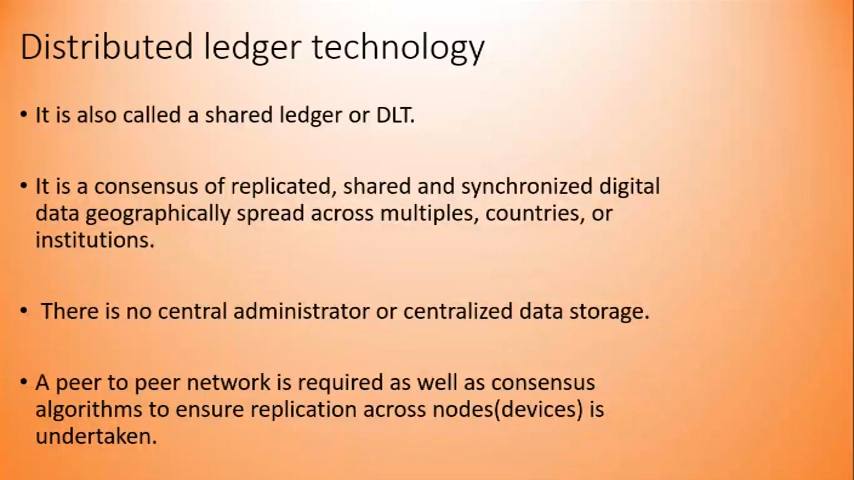 Distributed ledger technology
• It is also called a shared ledger or DLT.
• It is a consensus of replicated, shared and synchronized digital
data geographically spread across multiples, countries, or
institutions.
• There is no central administrator or centralized data storage.
• A peer to peer network is required as well as consensus
algorithms to ensure replication across nodes(devices) is
undertaken.